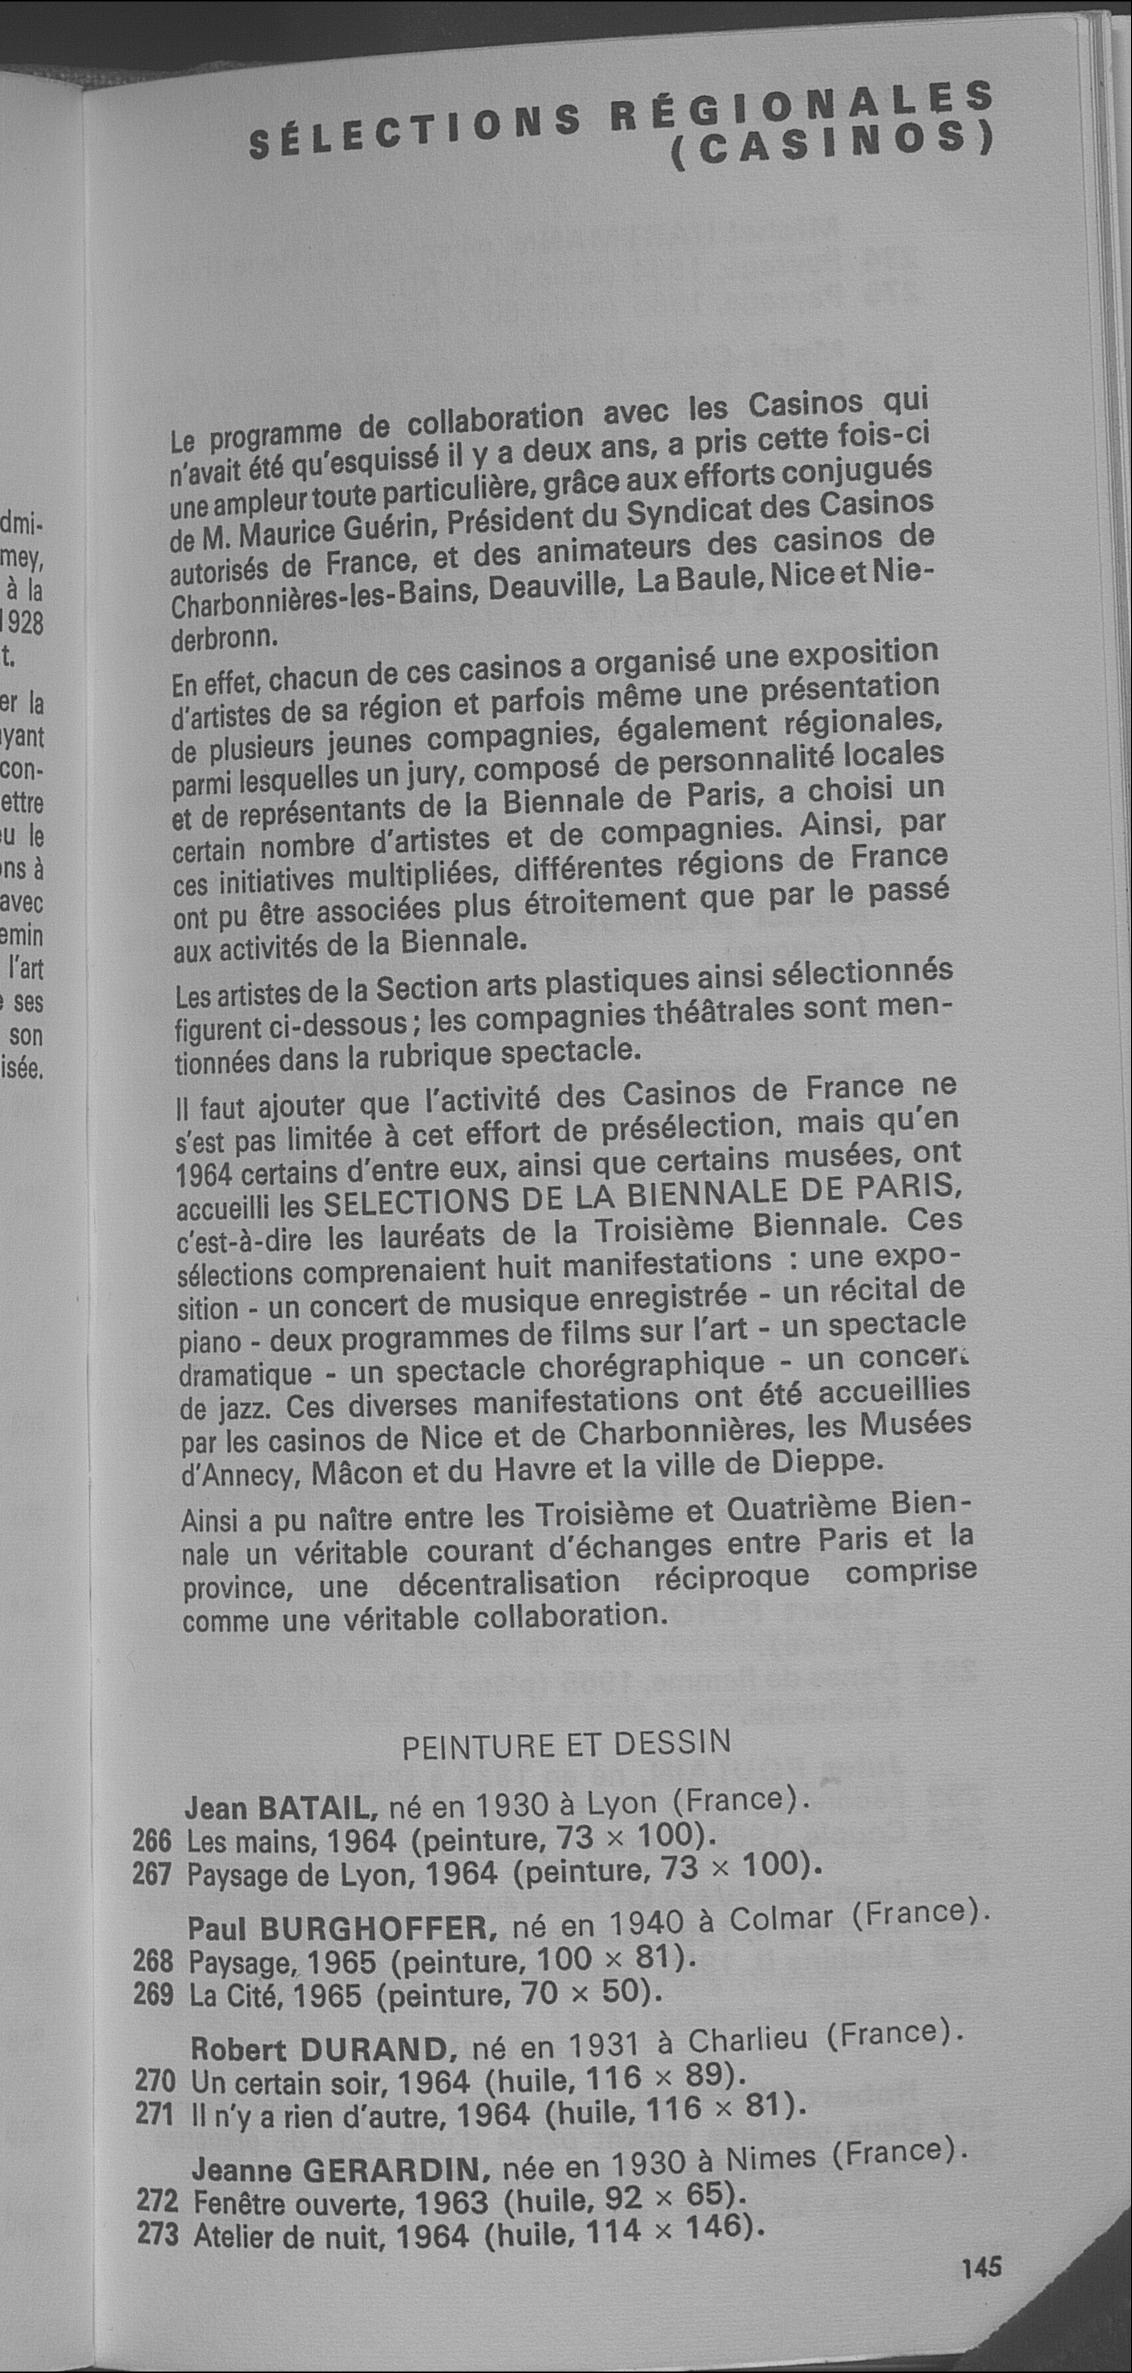 SÉLECTIONS RÉGIONALES
(CASINOS)
Le programme de collaboration avec les Casinos qui
n'avait été qu'esquissé il y a deux ans, a pris cette fois-ci
une ampleur toute particulière, grâce aux efforts conjugués
de M. Maurice Guérin, Président du Syndicat des Casinos
autorisés de France, et des animateurs des casinos de
Charbonnières-les-Bains, Deauville, La Baule, Nice et Nie-
derbronn.
En effet, chacun de ces casinos a organisé une exposition
d'artistes de sa région et parfois même une présentation
de plusieurs jeunes compagnies, également régionales,
parmi lesquelles un jury, composé de personnalité locales
et de représentants de la Biennale de Paris, a choisi un
certain nombre d'artistes et de compagnies. Ainsi, par
ces initiatives multipliées, différentes régions de France
ont pu être associées plus étroitement que par le passé
aux activités de la Biennale.
Les artistes de la Section arts plastiques ainsi sélectionnés
figurent ci-dessous ; les compagnies théâtrales sont men-
tionnées dans la rubrique spectacle.
Il faut ajouter que l'activité des Casinos de France ne
s'est pas limitée à cet effort de présélection, mais qu'en
1964 certains d'entre eux, ainsi que certains musées, ont
accueilli les SELECTIONS DE LA BIENNALE DE PARIS,
c'est-à-dire les lauréats de la Troisième Biennale. Ces
sélections comprenaient huit manifestations : une expo-
sition - un concert de musique enregistrée - un récital de
piano - deux programmes de films sur l'art - un spectacle
dramatique - un spectacle chorégraphique - un concert
de jazz. Ces diverses manifestations ont été accueillies
par les casinos de Nice et de Charbonnières, les Musées
d'Annecy, Mâcon et du Havre et la ville de Dieppe.
Ainsi a pu naître entre les Troisième et Quatrième Bien-
nale un véritable courant d'échanges entre Paris et la
province, une décentralisation réciproque comprise
comme une véritable collaboration.
PEINTURE ET DESSIN
Jean BATAIL, né en 1930 à Lyon (France).
266 Les mains, 1964 (peinture, 73 × 100).
267 Paysage de Lyon, 1964 (peinture, 73 × 100).
Paul BURGHOFFER, né en 1940 à Colmar (France).
268 Paysage, 1965 (peinture, 100 × 81).
269 La Cité, 1965 (peinture, 70 × 50).
Robert DURAND, né en 1931 à Charlieu (France).
270 Un certain soir, 1964 (huile, 116 × 89).
271 Il n'y a rien d'autre, 1964 (huile, 116 × 81).
Jeanne GERARDIN, née en 1930 à Nimes (France).
272 Fenêtre ouverte, 1963 (huile, 92 × 65).
273 Atelier de nuit, 1964 (huile, 114 × 146).
145